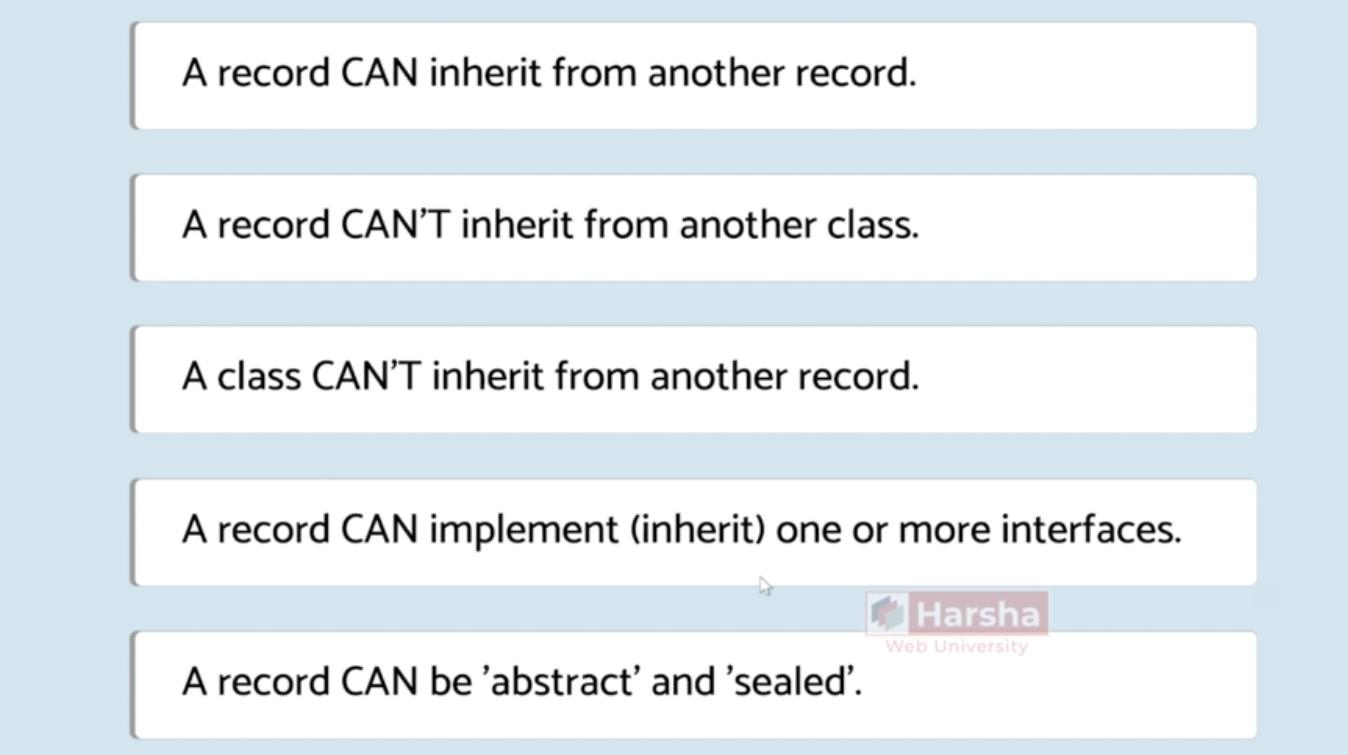 A record CAN inherit from another record.
A record CAN’T inherit from another class.
A class CAN’T inherit from another record.
A record CAN implement (inherit) one or more interfaces.
Harsha
Web University
A record CAN be ’abstract’ and ’sealed’.